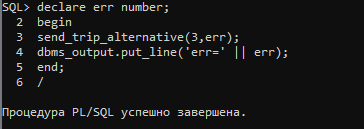 SQL> declare err number;
2 begin
3 send_trip_alternative(3,err);
4 dbms_output.put_line('err=' || err);
5 end;
6 /
Процедура PL/SQL успешно завершена.